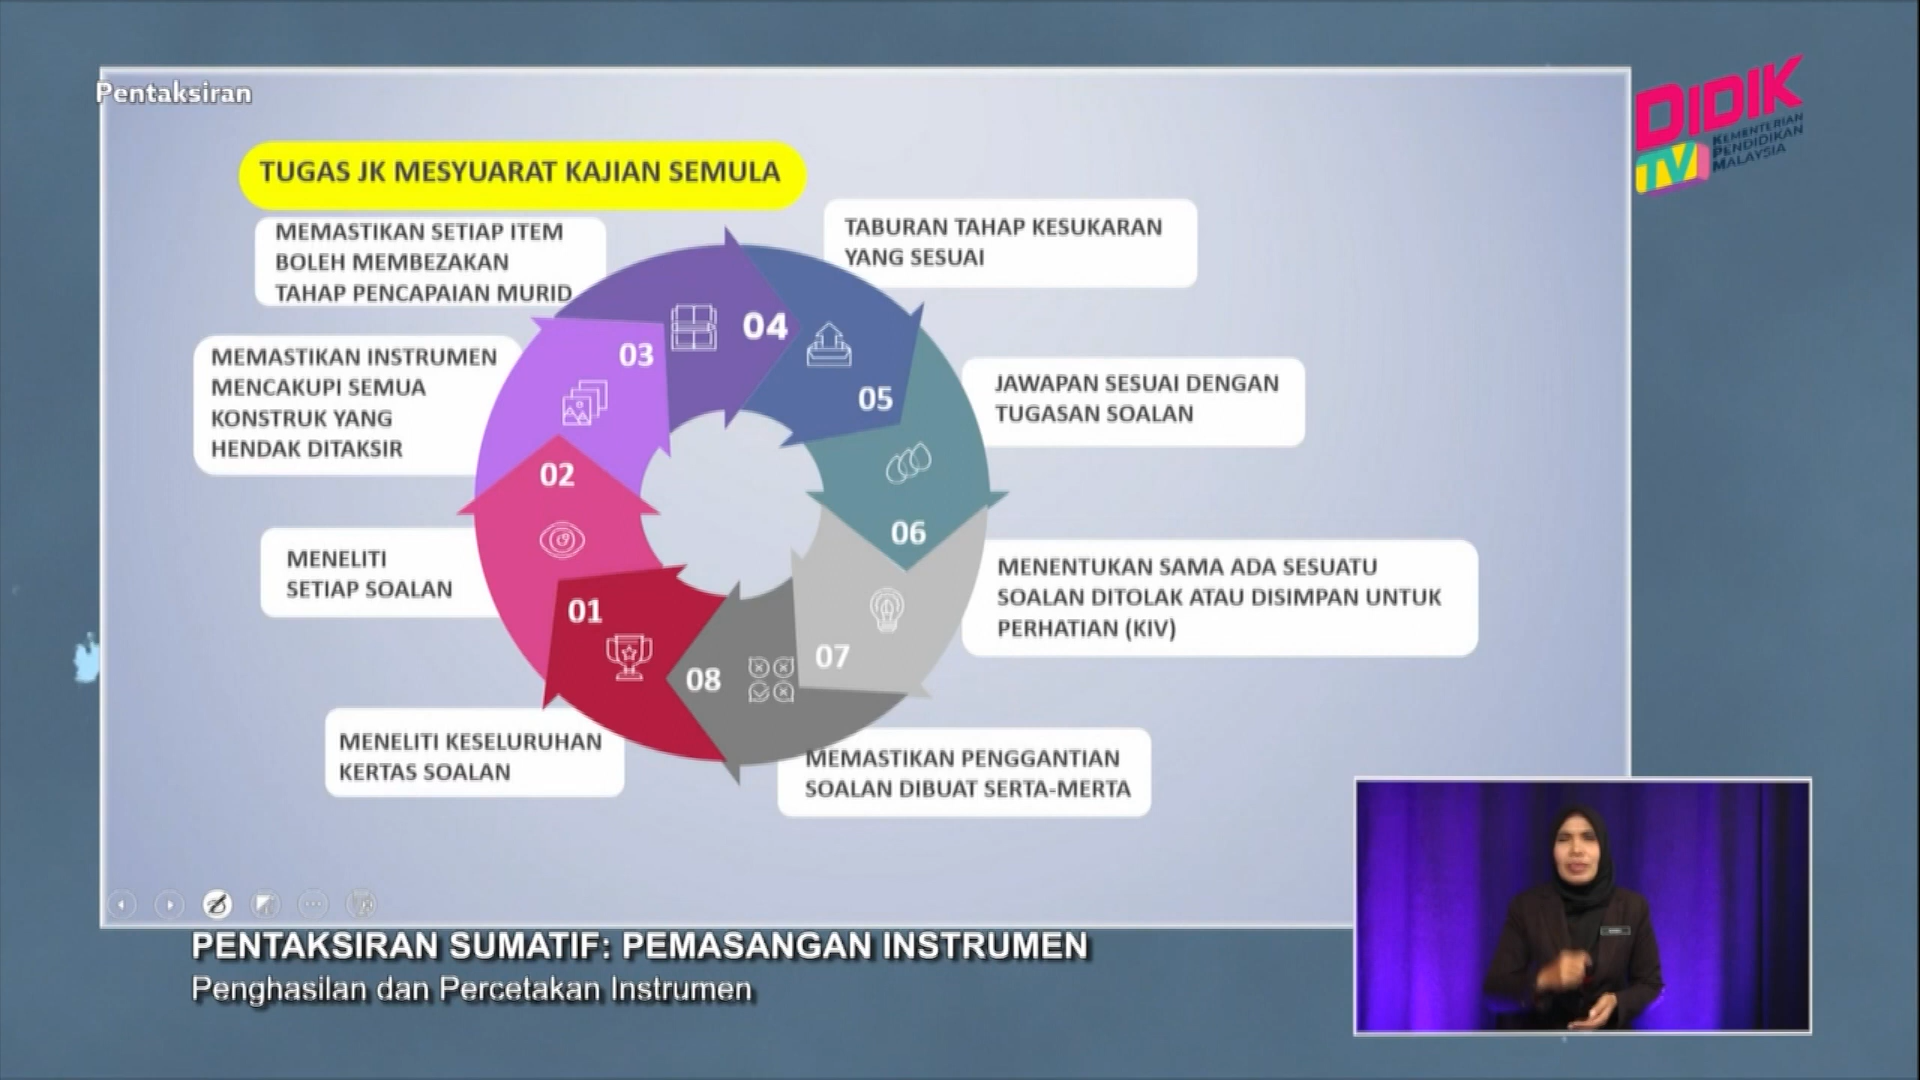 Pentaksiran
DIDIK
TV
KEMENTERIAN
PENDIDIKAN
MALAYSIA
TUGAS JK MESYUARAT KAJIAN SEMULA
MEMASTIKAN SETIAP ITEM
BOLEH MEMBEZAKAN
TAHAP PENCAPAIAN MURID
TABURAN TAHAP KESUKARAN
YANG SESUAI
MEMASTIKAN INSTRUMEN
MENCAKUPI SEMUA
KONSTRUK YANG
HENDAK DITAKSIR
JAWAPAN SESUAI DENGAN
TUGASAN SOALAN
MENELITI
SETIAP SOALAN
MENENTUKAN SAMA ADA SESUATU
SOALAN DITOLAK ATAU DISIMPAN UNTUK
PERHATIAN (KIV)
MENELITI KESELURUHAN
KERTAS SOALAN
MEMASTIKAN PENGGANTIAN
SOALAN DIBUAT SERTA-MERTA
01
02
03
04
05
06
07
08
PENTAKSIRAN SUMATIF: PEMASANGAN INSTRUMEN
Penghasilan dan Percetakan Instrumen